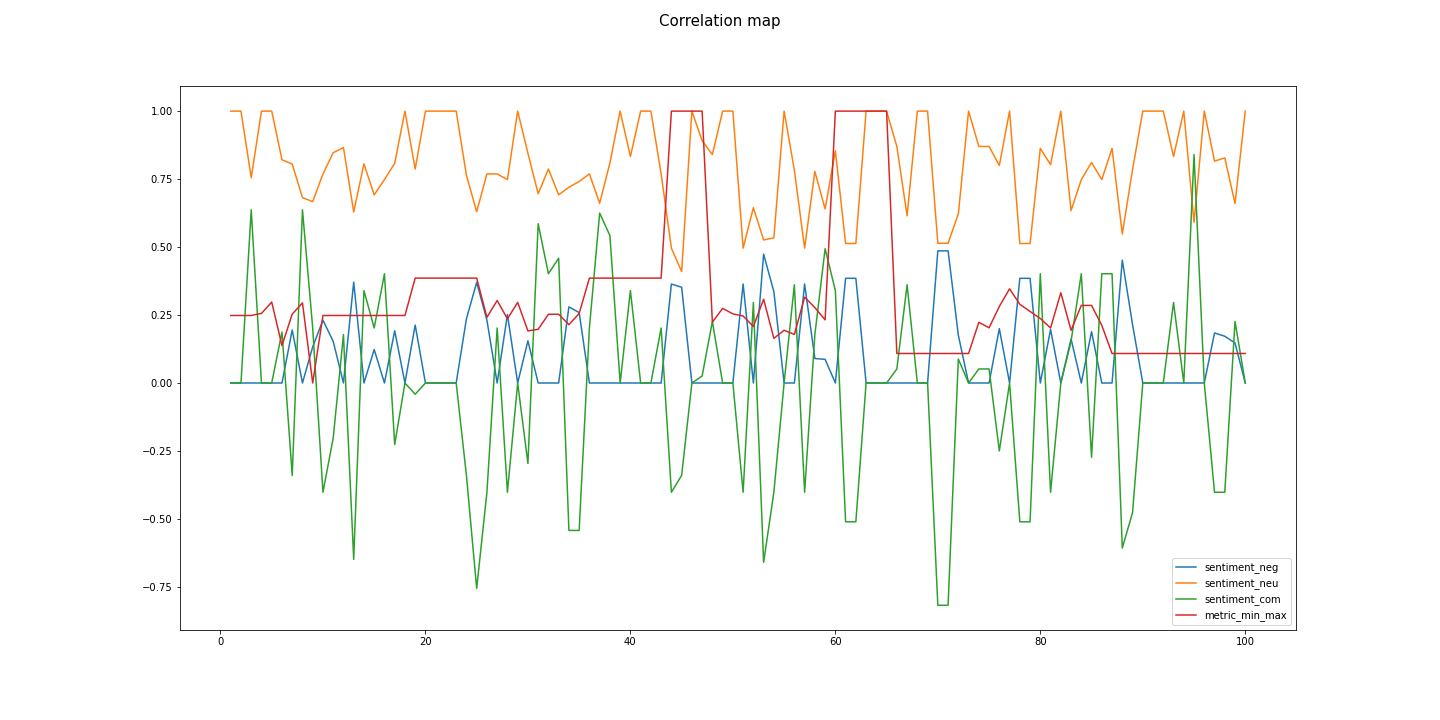 Correlation map
1.00
0.75
0.50
0.25
0.00
−0.25
−0.50
−0.75
0 20 40 60 80 100
sentiment_neg
sentiment_neu
sentiment_com
metric_min_max